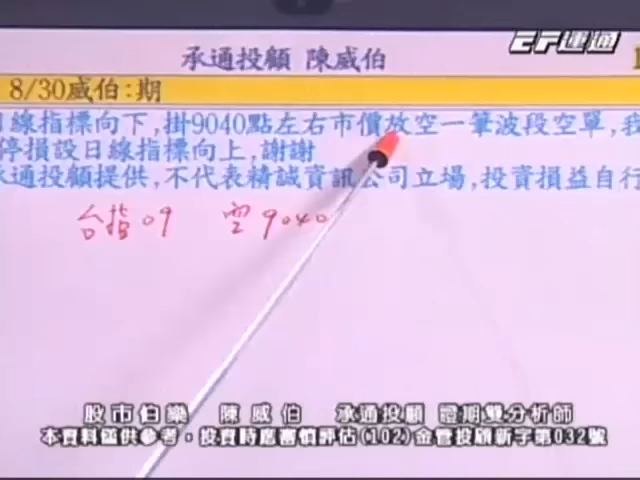 EF運通
承通投顧 陳威伯
8/30威伯:期
日線指標向下,掛9040點左右市價放空一筆波段空單,我
停損設日線指標向上,謝謝
承通投顧提供,不代表精誠資訊公司立場,投資損益自行
台指09 空9040
股市伯樂 陳威伯 承通投顧 證期雙分析師
本資料僅供參考,投資時應審慎評估(102)金管投顧新字第032號